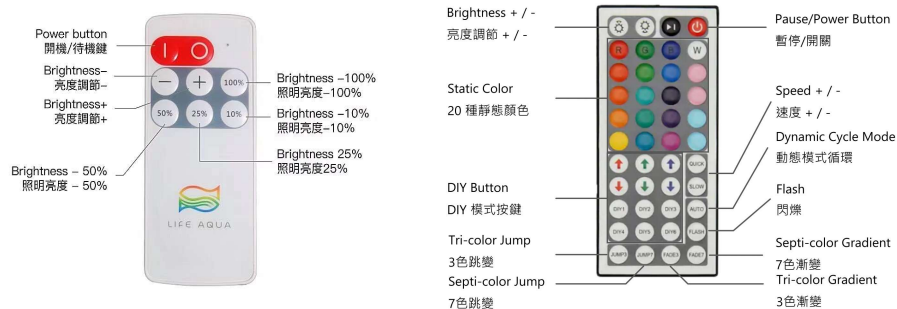 Power button
開機/待機鍵
Brightness–
亮度調節–
Brightness+
亮度調節+
Brightness – 50%
照明亮度 – 50%
100%
50%
25%
10%
Brightness –100%
照明亮度–100%
Brightness –10%
照明亮度–10%
Brightness 25%
照明亮度25%
LIFE AQUA
Brightness + / -
亮度調節 + / -
Static Color
20 種靜態顏色
DIY Button
DIY 模式按鍵
Tri-color Jump
3色跳變
Septi-color Jump
7色跳變
R G B W
QUICK
SLOW
DIY1 DIY2 DIY3 AUTO
DIY4 DIY5 DIY6 FLASH
JUMP3 JUMP7 FADE3 FADE7
Pause/Power Button
暫停/開關
Speed + / -
速度 + / -
Dynamic Cycle Mode
動態模式循環
Flash
閃爍
Septi-color Gradient
7色漸變
Tri-color Gradient
3色漸變